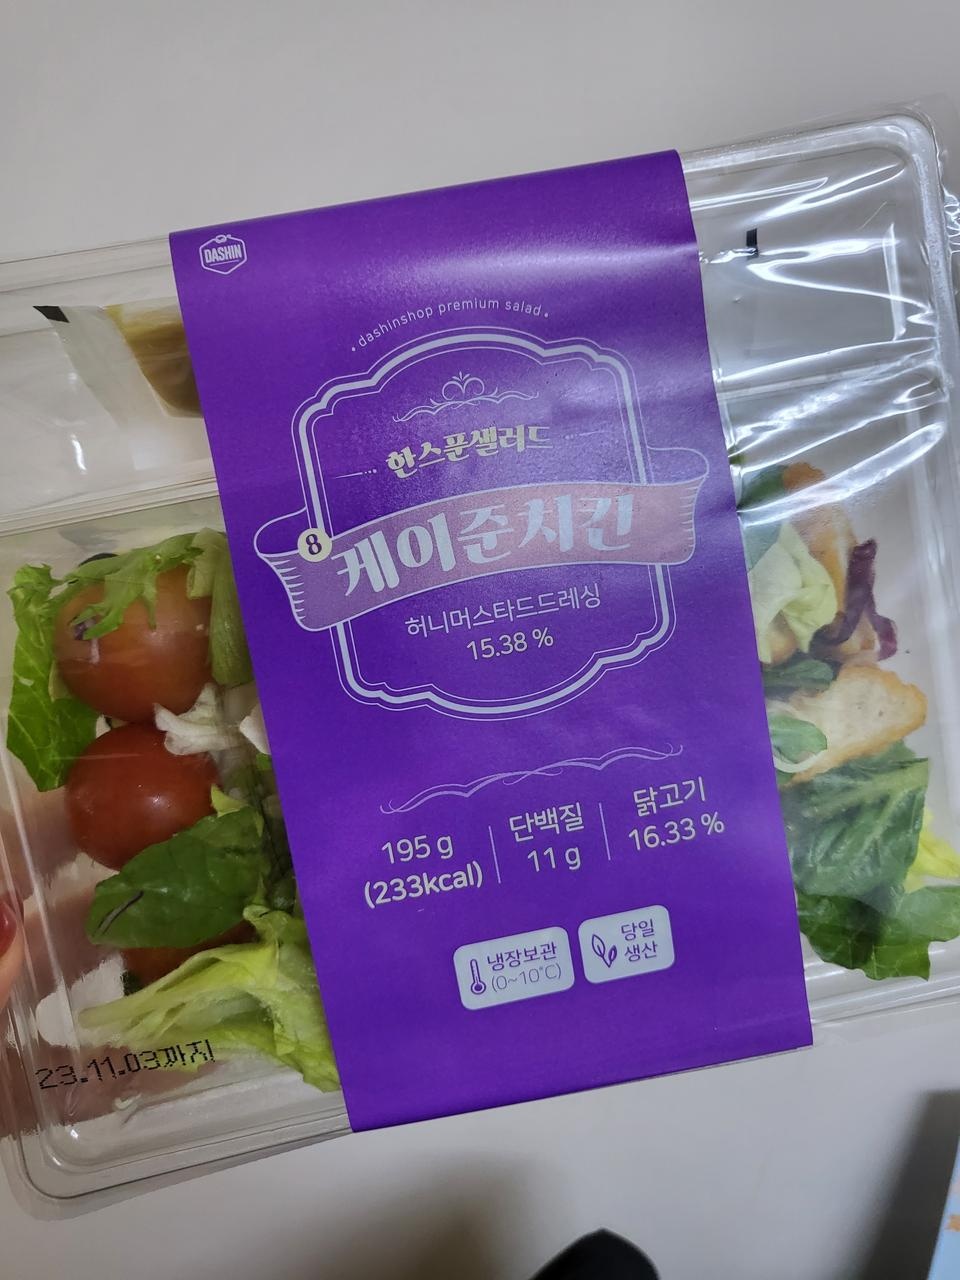 DASHIN
• dashinshop premium salad •
한스푼샐러드
8 케이준치킨
허니머스타드드레싱
15.38 %
195 g
(233kcal)
단백질
11 g
닭고기
16.33 %
냉장보관
(0~10℃)
당일
생산
23.11.03까지